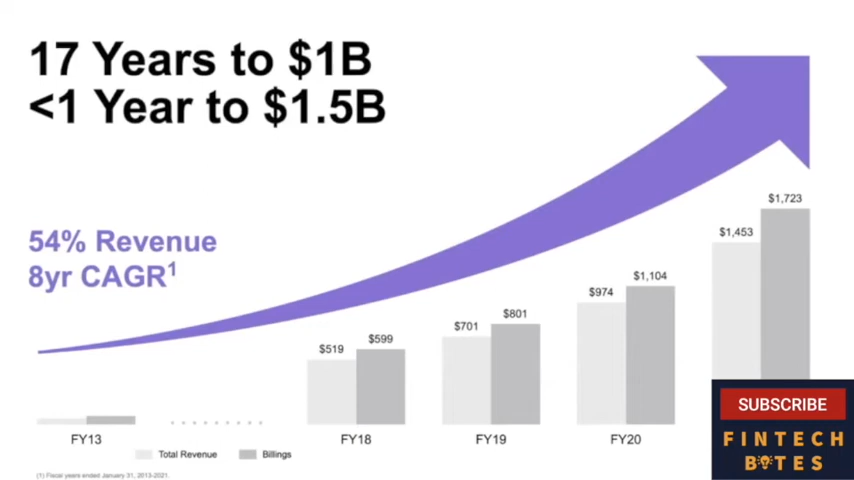 17 Years to $1B
<1 Year to $1.5B
54% Revenue
8yr CAGR¹
$519
$599
$701
$801
$974
$1,104
$1,453
$1,723
FY13
FY18
FY19
FY20
Total Revenue
Billings
(1) Fiscal years ended January 31, 2013-2021.
SUBSCRIBE
FINTECH
BYTES